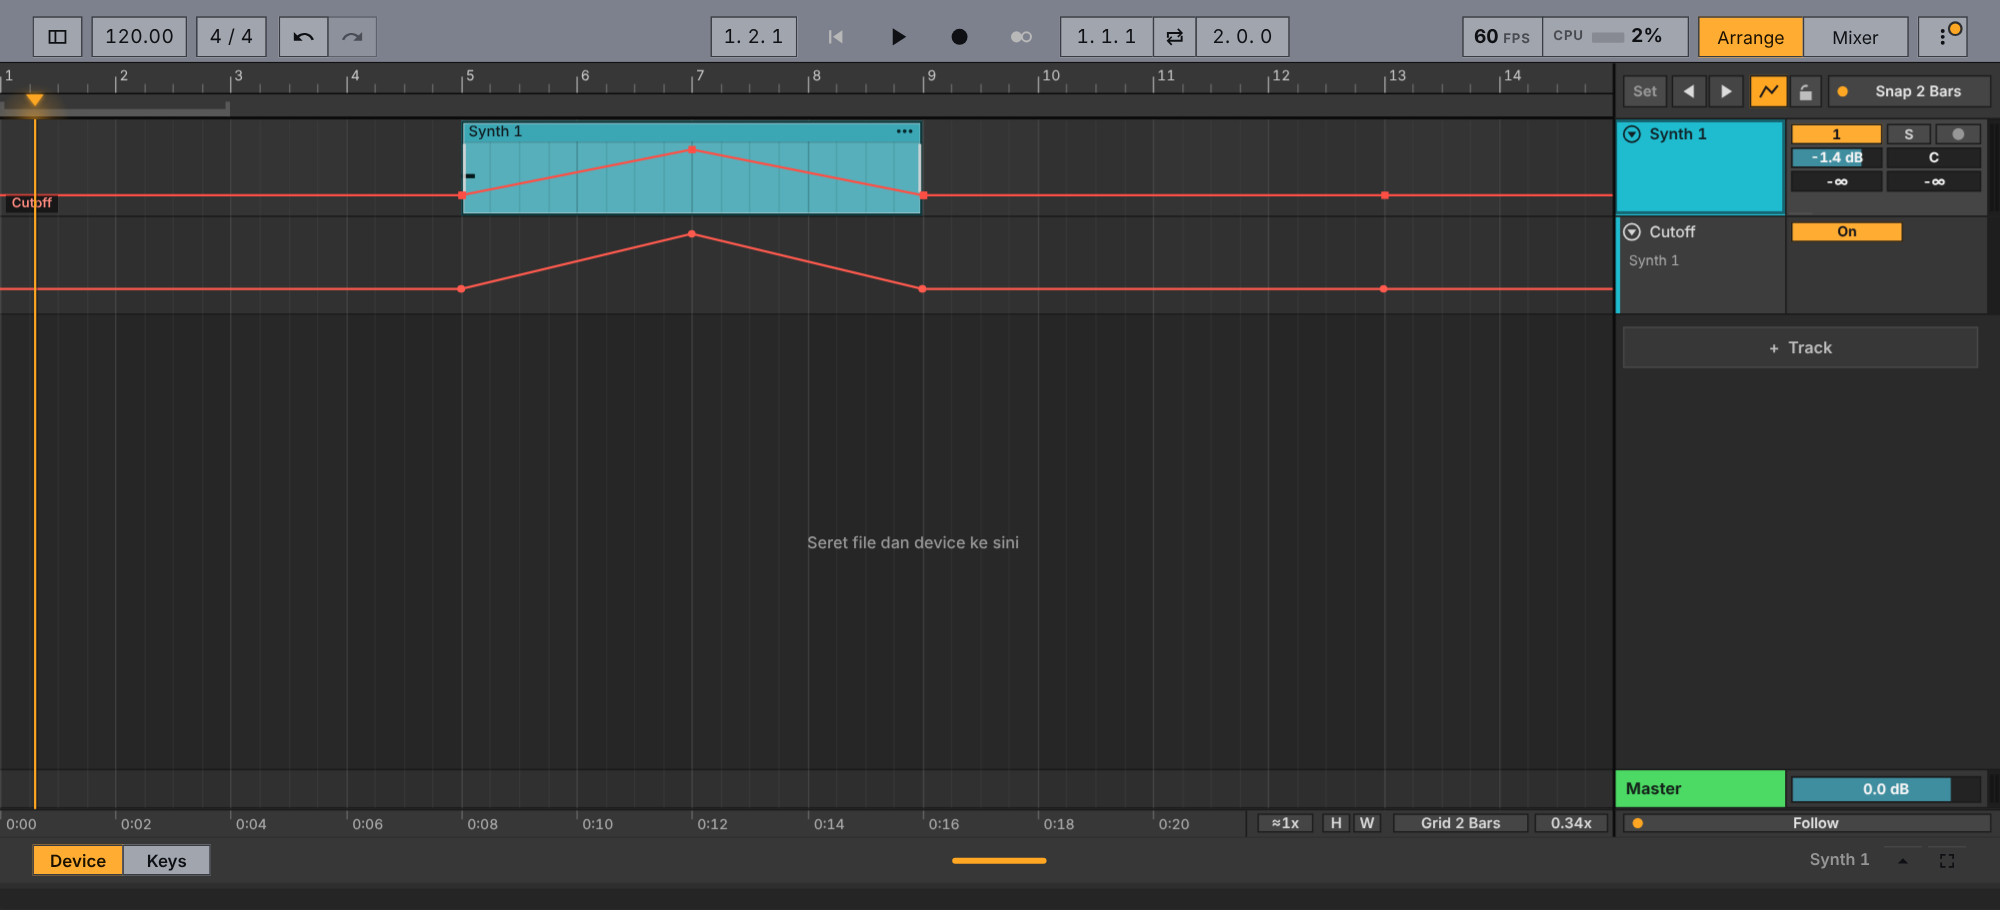 120.00 4 / 4 1. 2. 1 1. 1. 1 2. 0. 0 60 FPS CPU 2% Arrange Mixer
1 2 3 4 5 6 7 8 9 10 11 12 13 14
Set Snap 2 Bars
Synth 1
Cutoff
Synth 1 1 S
-1.4 dB C
-∞ -∞
Cutoff On
Synth 1
+ Track
Seret file dan device ke sini
Master 0.0 dB
0:00 0:02 0:04 0:06 0:08 0:10 0:12 0:14 0:16 0:18 0:20 ≈1x H W Grid 2 Bars 0.34x Follow
Device Keys Synth 1